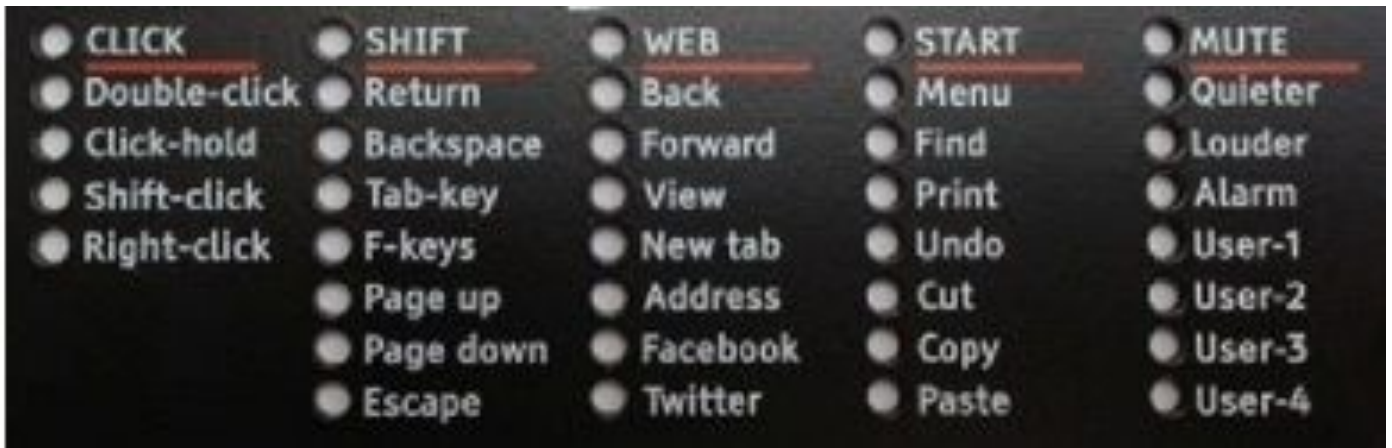 CLICK
Double-click
Click-hold
Shift-click
Right-click
SHIFT
Return
Backspace
Tab-key
F-keys
Page up
Page down
Escape
WEB
Back
Forward
View
New tab
Address
Facebook
Twitter
START
Menu
Find
Print
Undo
Cut
Copy
Paste
MUTE
Quieter
Louder
Alarm
User-1
User-2
User-3
User-4